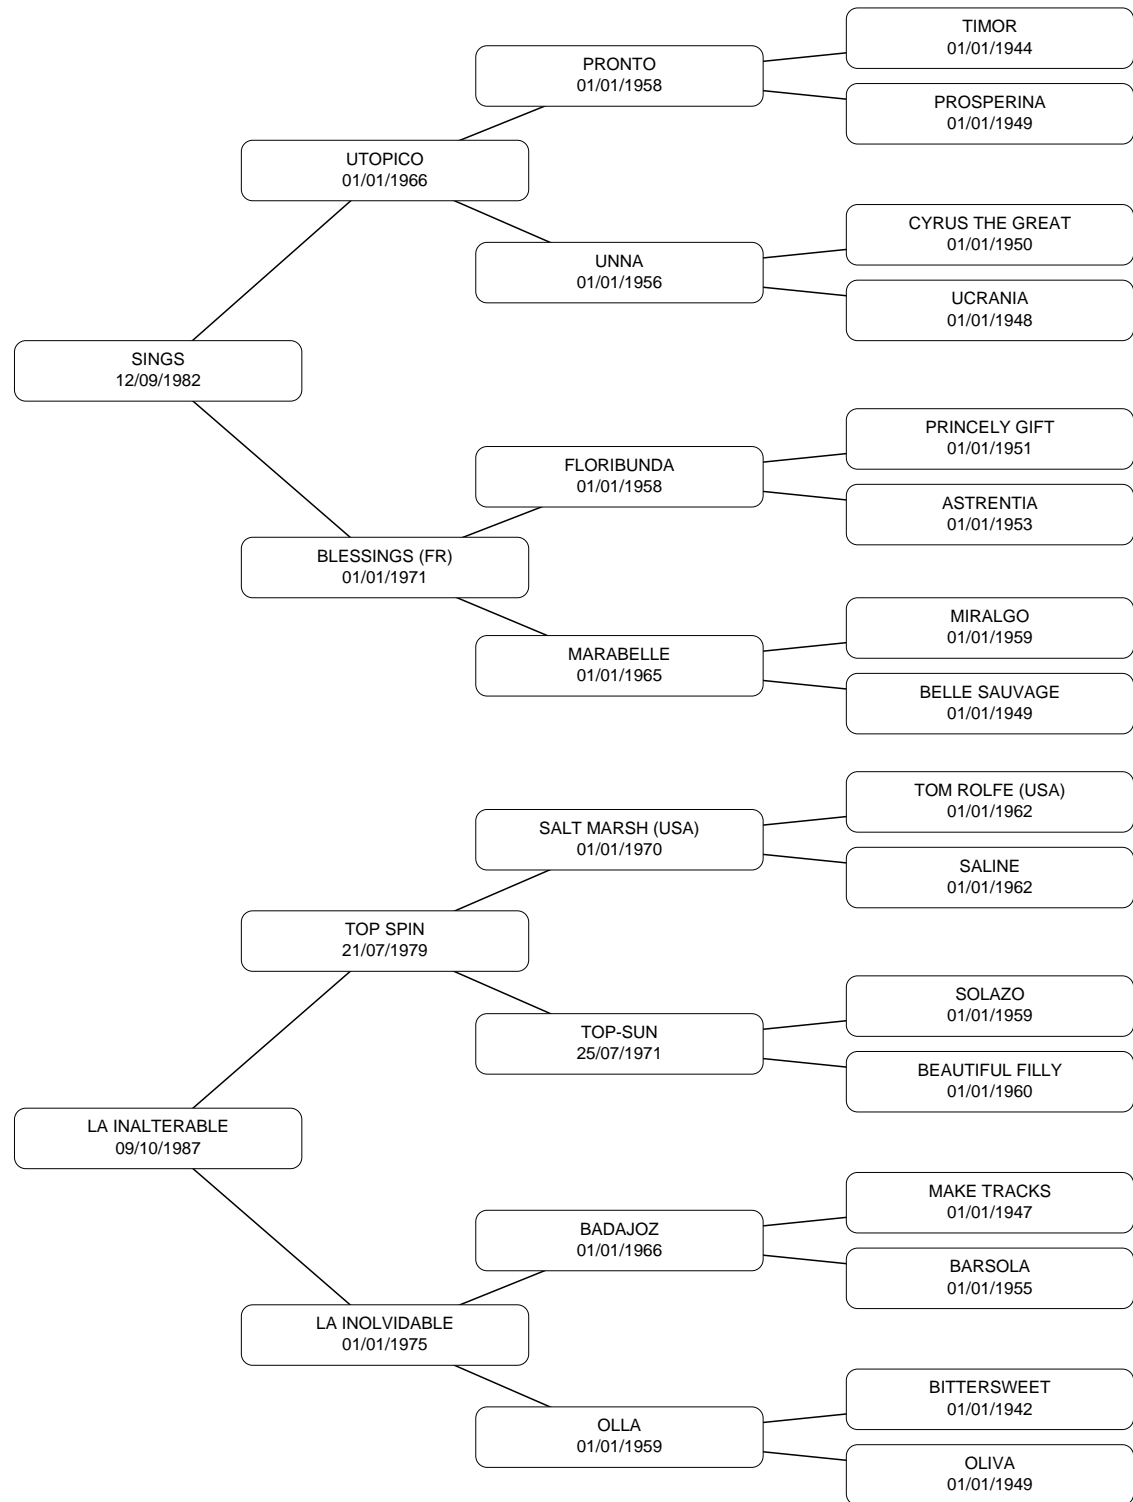 TIMOR
01/01/1944
PRONTO
01/01/1958
PROSPERINA
01/01/1949
UTOPICO
01/01/1966
CYRUS THE GREAT
01/01/1950
UNNA
01/01/1956
UCRANIA
01/01/1948
SINGS
12/09/1982
PRINCELY GIFT
01/01/1951
FLORIBUNDA
01/01/1958
ASTRENTIA
01/01/1953
BLESSINGS (FR)
01/01/1971
MIRALGO
01/01/1959
MARABELLE
01/01/1965
BELLE SAUVAGE
01/01/1949
TOM ROLFE (USA)
01/01/1962
SALT MARSH (USA)
01/01/1970
SALINE
01/01/1962
TOP SPIN
21/07/1979
SOLAZO
01/01/1959
TOP-SUN
25/07/1971
BEAUTIFUL FILLY
01/01/1960
LA INALTERABLE
09/10/1987
MAKE TRACKS
01/01/1947
BADAJOZ
01/01/1966
BARSOLA
01/01/1955
LA INOLVIDABLE
01/01/1975
BITTERSWEET
01/01/1942
OLLA
01/01/1959
OLIVA
01/01/1949